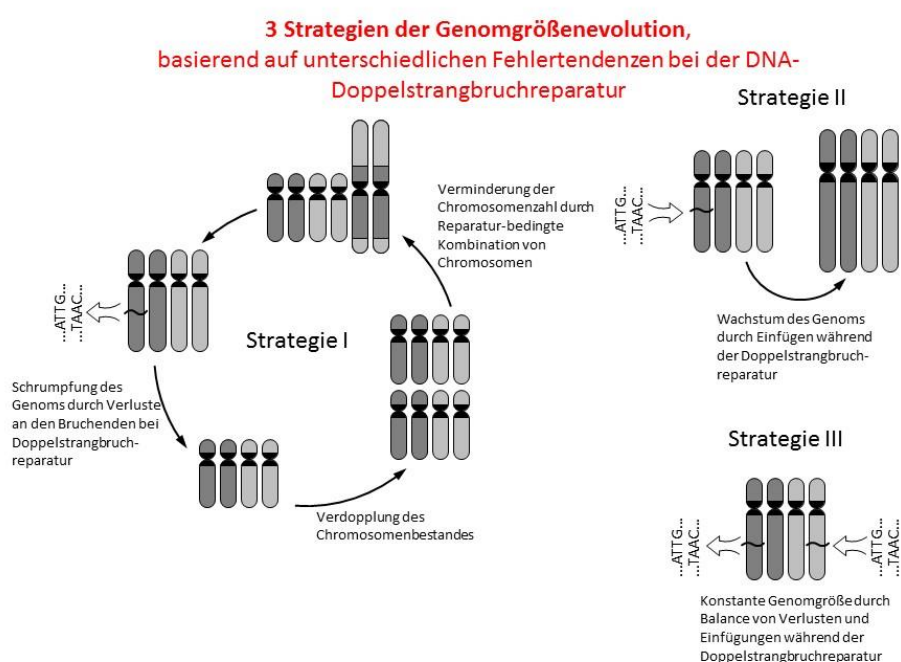 3 Strategien der Genomgrößenevolution,
basierend auf unterschiedlichen Fehlertendenzen bei der DNA-
Doppelstrangbruchreparatur
Strategie I
Verminderung der
Chromosomenzahl durch
Reparatur-bedingte
Kombination von
Chromosomen
...ATTG...
...TAAC...
Schrumpfung des
Genoms durch Verluste
an den Bruchenden bei
Doppelstrangbruch-
reparatur
Verdopplung des
Chromosomenbestandes
Strategie II
...ATTG...
...TAAC...
Wachstum des Genoms
durch Einfügen während
der Doppelstrangbruch-
reparatur
Strategie III
...ATTG...
...TAAC...
...ATTG...
...TAAC...
Konstante Genomgröße durch
Balance von Verlusten und
Einfügungen während der
Doppelstrangbruchreparatur